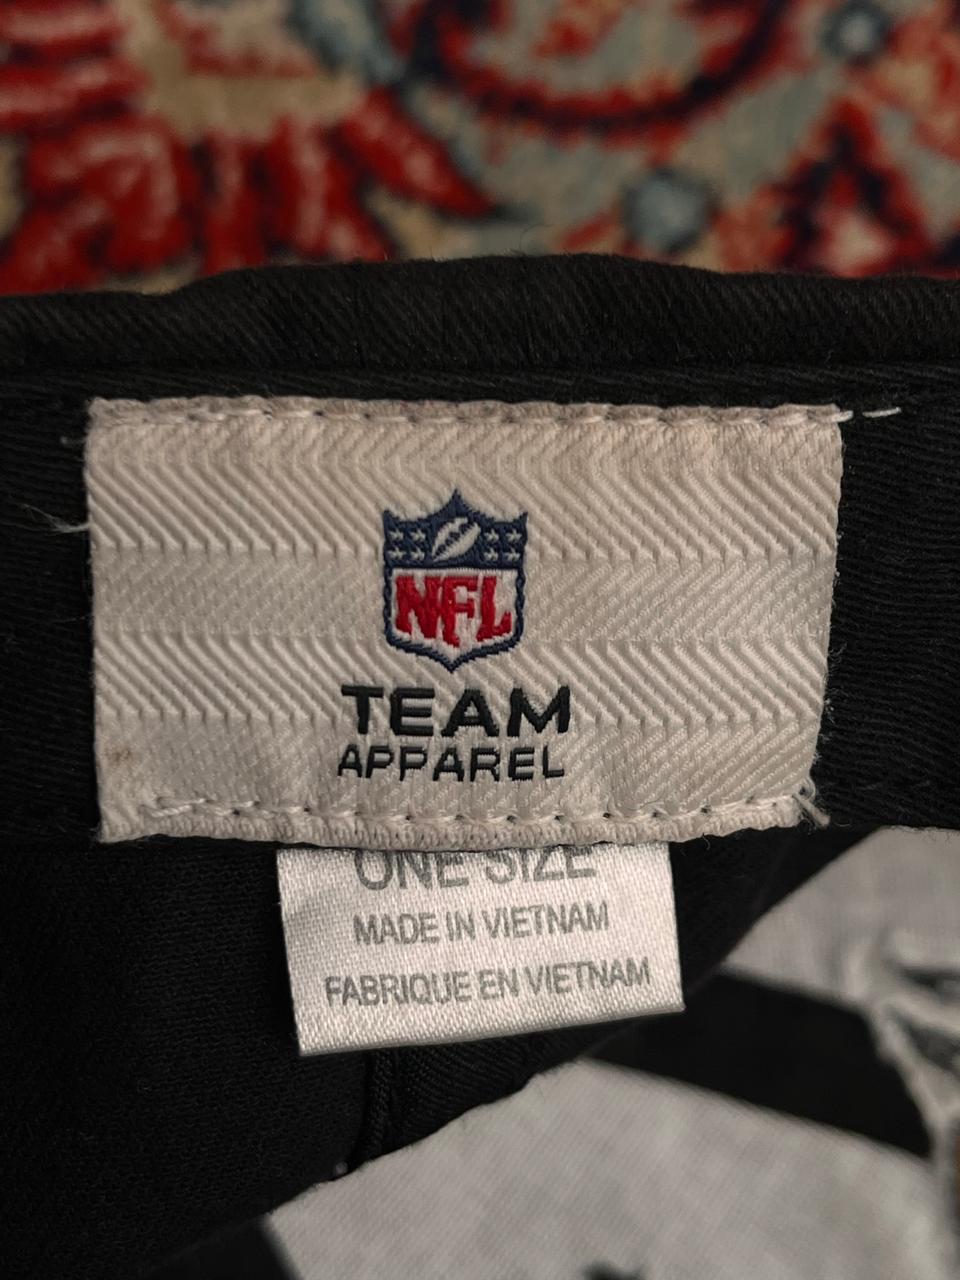 NFL
TEAM
APPAREL
ONE SIZE
MADE IN VIETNAM
FABRIQUE EN VIETNAM